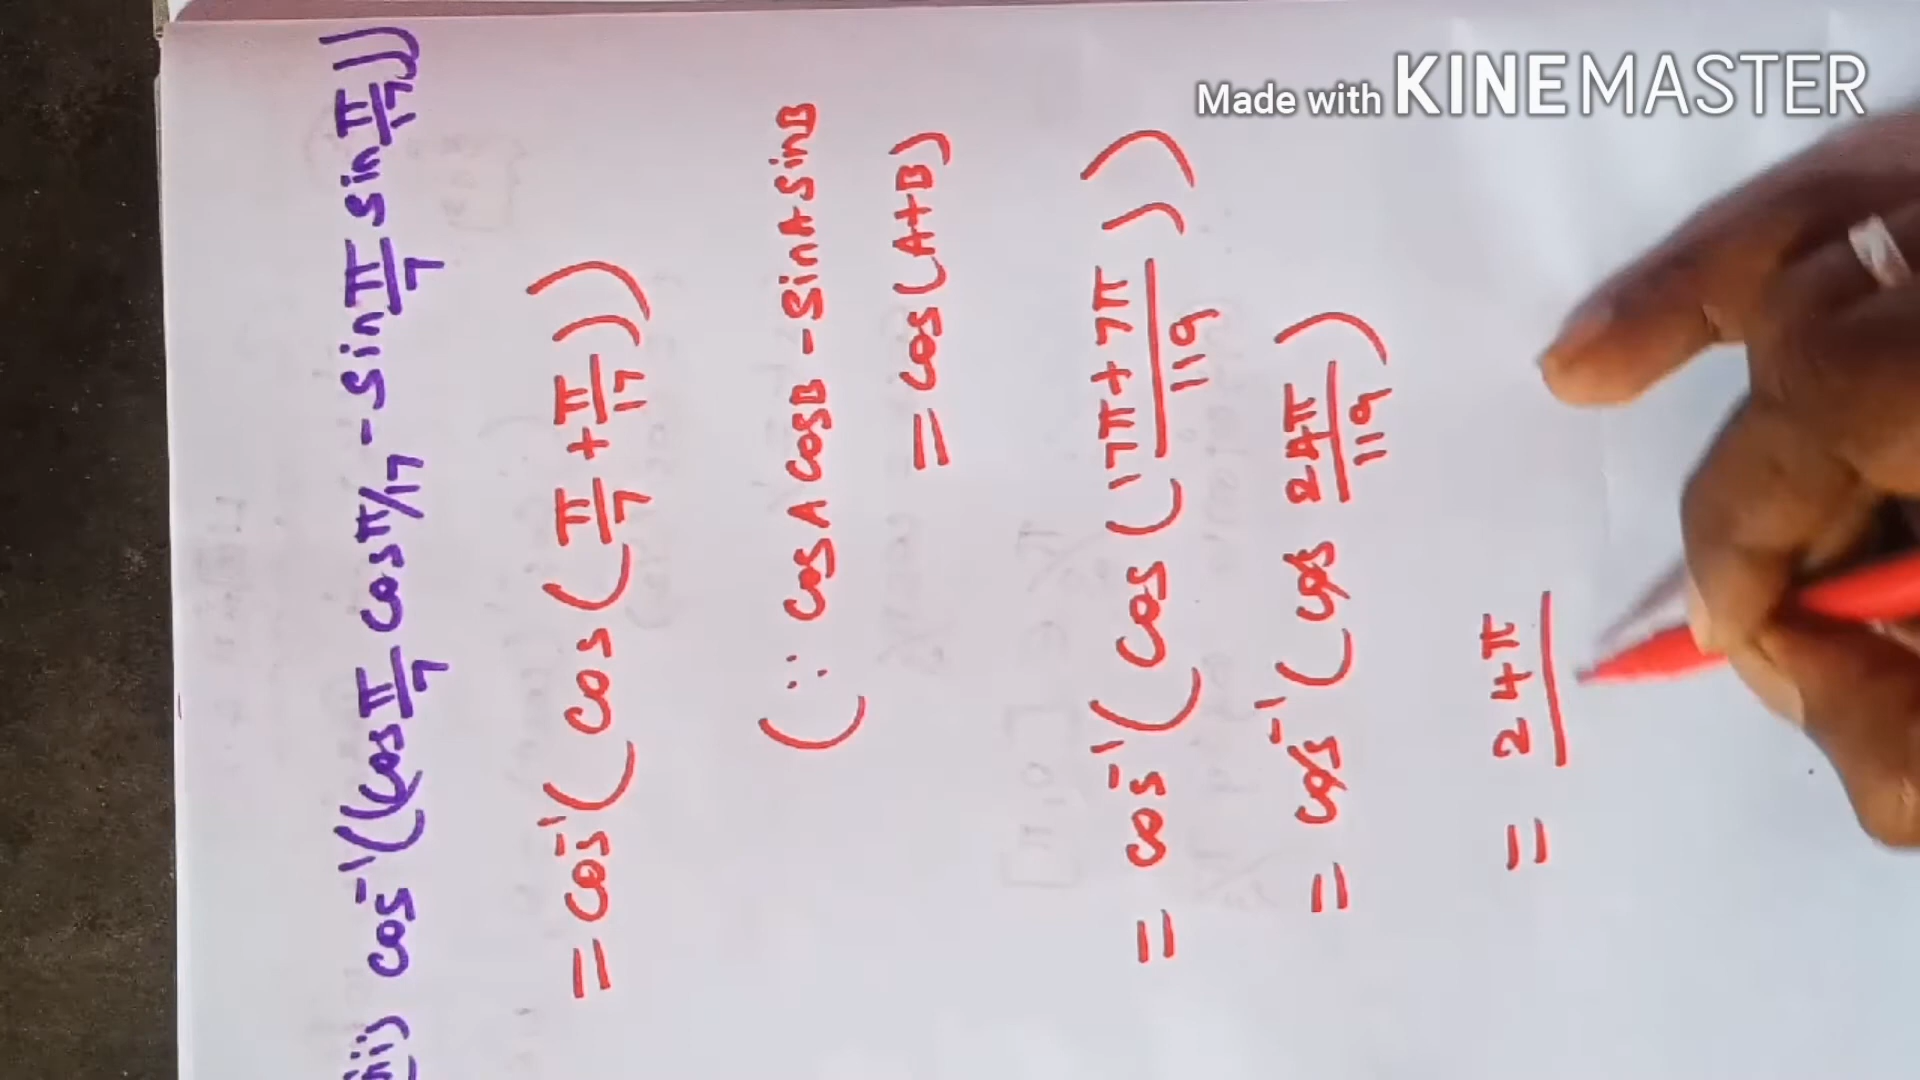 iii) cos⁻¹(cos π/7 cos π/17 - sin π/7 sin π/17)
= cos⁻¹(cos(π/7 + π/17))
(∵ cosA cosB - sinA sinB
= cos(A+B)
= cos⁻¹(cos(17π+7π/119))
= cos⁻¹(cos 24π/119)
= 24π
Made with KINEMASTER